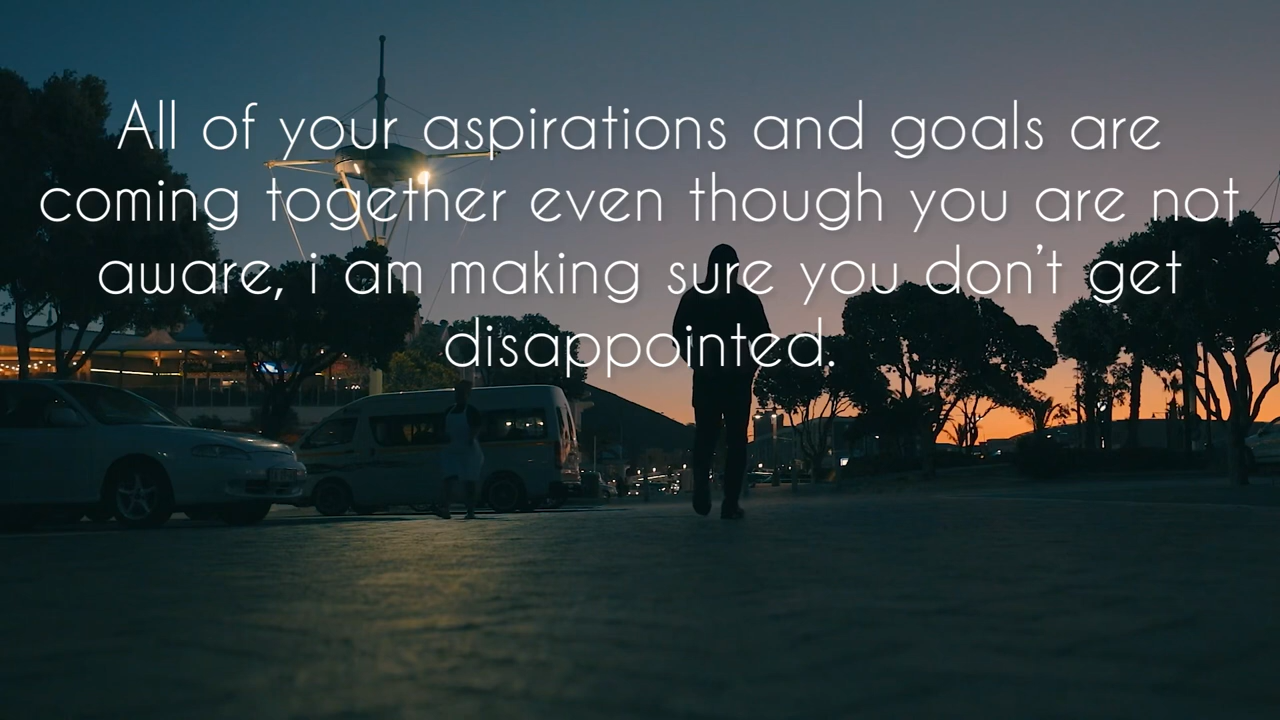 All of your aspirations and goals are
coming together even though you are not
aware, i am making sure you don't get
disappointed.